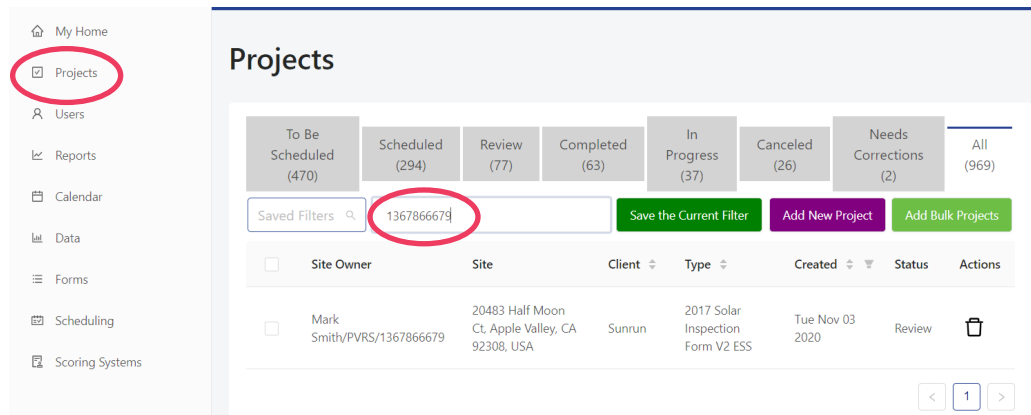 My Home
Projects
Users
Reports
Calendar
Data
Forms
Scheduling
Scoring Systems
Projects
To Be
Scheduled
(470)
Scheduled
(294)
Review
(77)
Completed
(63)
In
Progress
(37)
Canceled
(26)
Needs
Corrections
(2)
All
(969)
Saved Filters
1367866679
Save the Current Filter
Add New Project
Add Bulk Projects
Site Owner
Site
Client
Type
Created
Status
Actions
Mark
Smith/PVRS/1367866679
20483 Half Moon
Ct, Apple Valley, CA
92308, USA
Sunrun
2017 Solar
Inspection
Form V2 ESS
Tue Nov 03
2020
Review
1